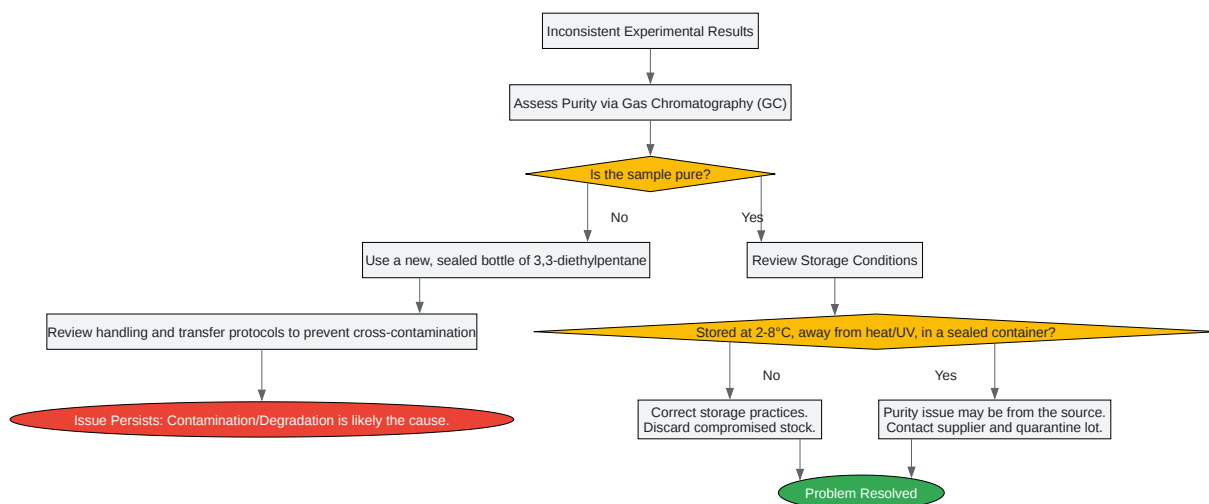 Inconsistent Experimental Results
Assess Purity via Gas Chromatography (GC)
Is the sample pure?
No
Yes
Use a new, sealed bottle of 3,3-diethylpentane
Review Storage Conditions
Review handling and transfer protocols to prevent cross-contamination
Stored at 2-8°C, away from heat/UV, in a sealed container?
No
Yes
Issue Persists: Contamination/Degradation is likely the cause.
Correct storage practices.
Discard compromised stock.
Purity issue may be from the source.
Contact supplier and quarantine lot.
Problem Resolved